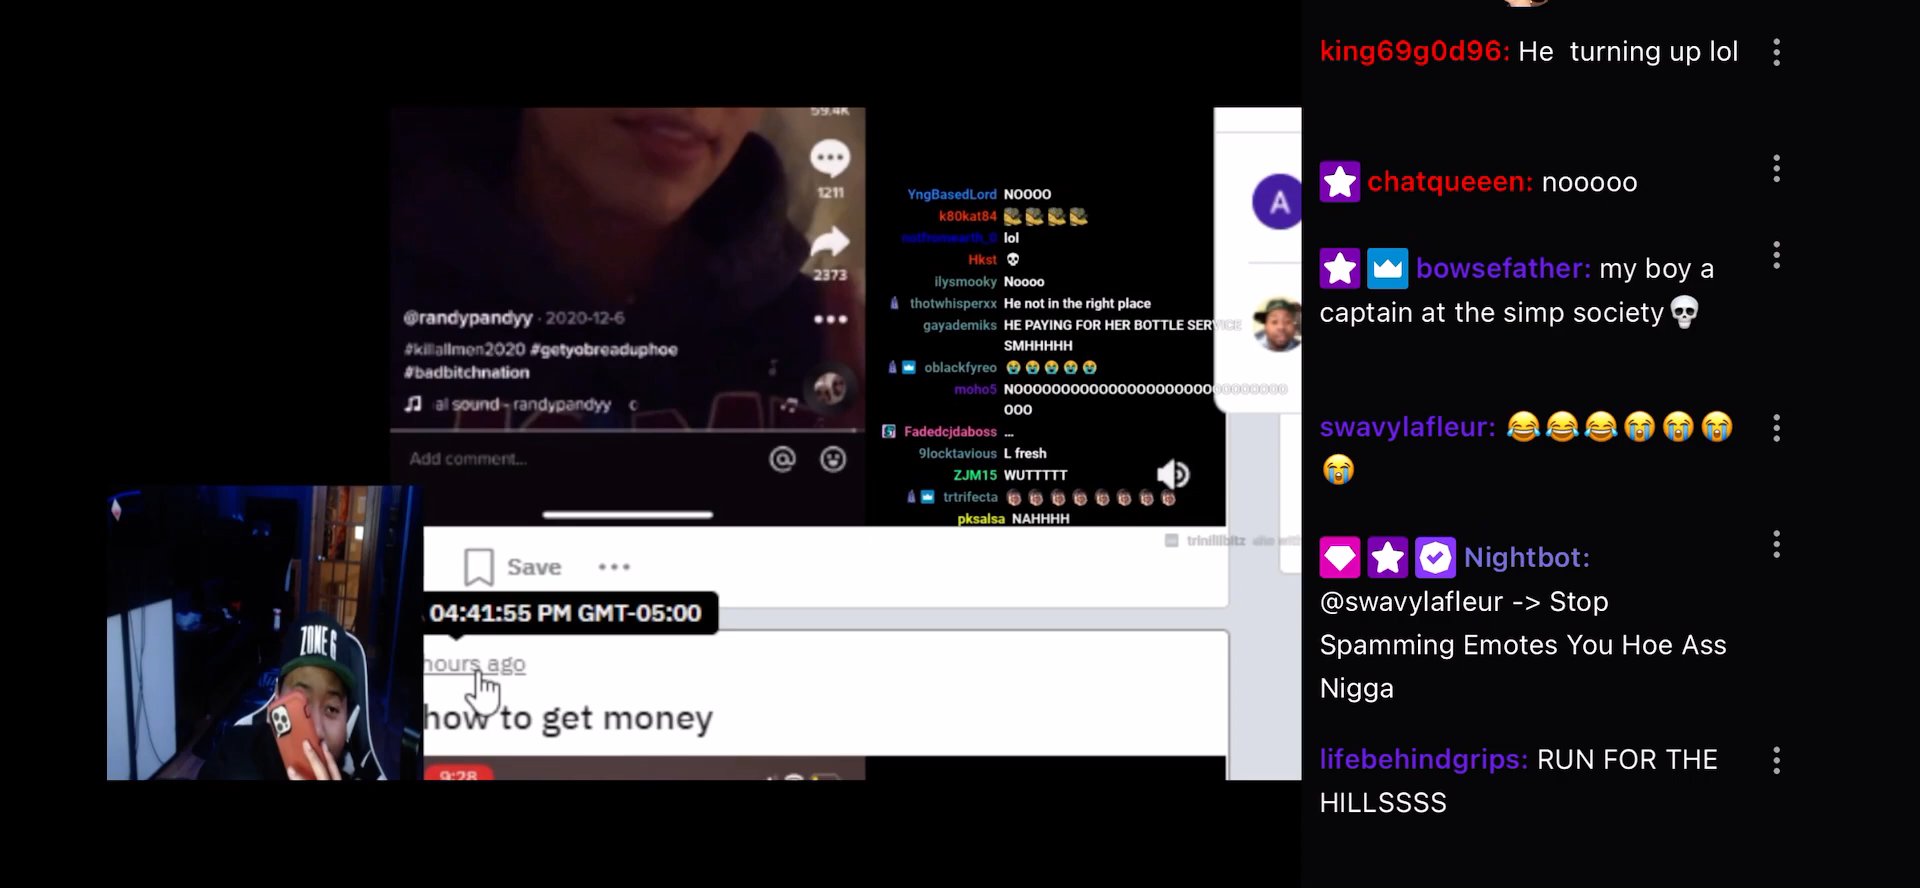 59.4K
1211
2373
@randypandyy · 2020-12-6
#killallmen2020 #getyobreaduphoe
#badbitchnation
al sound - randypandyy
Add comment...
YngBasedLord NOOOO
k80kat84
notfromearth_0 lol
Hkst 💀
ilysmooky Noooo
thotwhisperxx He not in the right place
gayademiks HE PAYING FOR HER BOTTLE SERVICE
SMHHHHH
oblackfyreo 😭😭😭😭😭
moho5 NOOOOOOOOOOOOOOOOOOOOOOOOOOOOO
OOO
Fadedcjdaboss ...
9locktavious L fresh
ZJM15 WUTTTTT
trtrifecta
pksalsa NAHHHH
A
Save
04:41:55 PM GMT-05:00
hours ago
how to get money
9:28
ZONE 6
king69g0d96: He turning up lol
chatqueeen: nooooo
bowsefather: my boy a
captain at the simp society💀
swavylafleur: 😂😂😂😭😭😭
😭
Nightbot:
@swavylafleur -> Stop
Spamming Emotes You Hoe Ass
Nigga
lifebehindgrips: RUN FOR THE
HILLSSSS